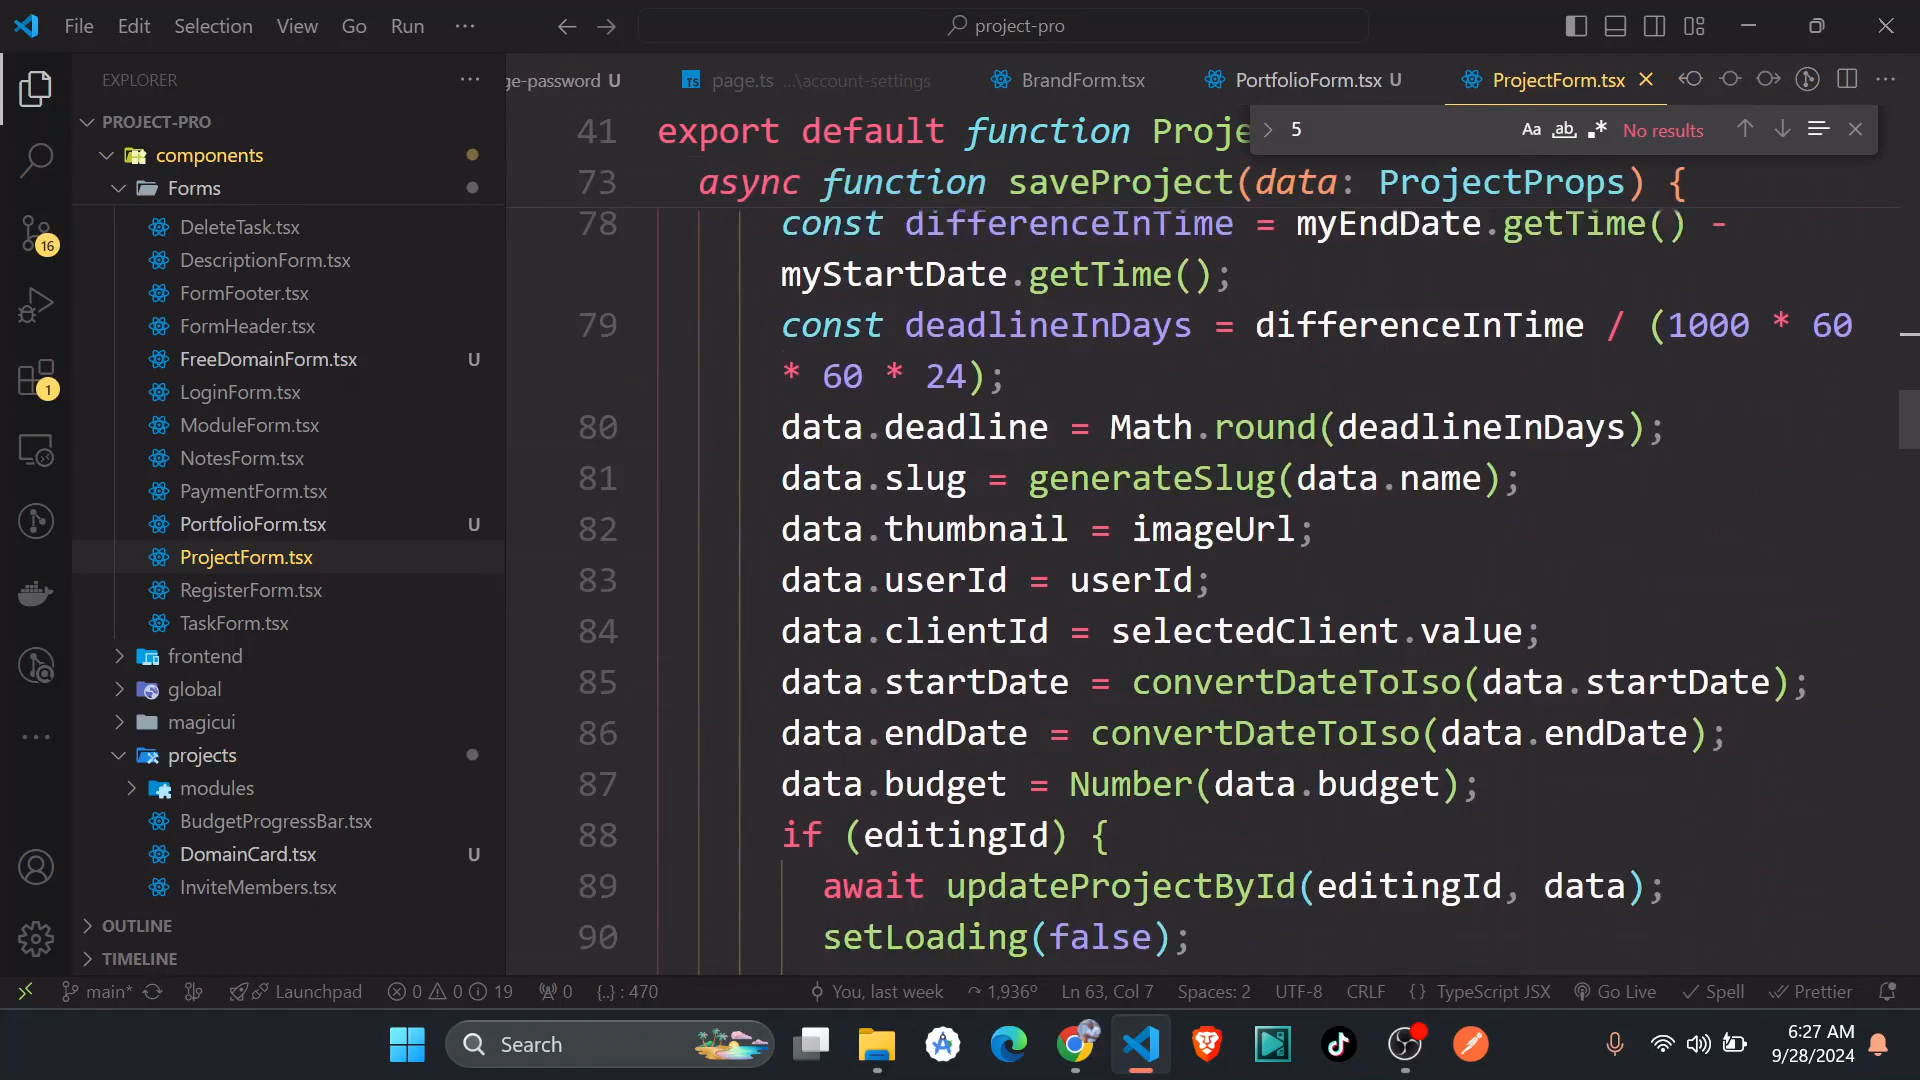 File Edit Selection View Go Run ··· project-pro
EXPLORER ···
ge-password U page.ts ...\account-settings BrandForm.tsx PortfolioForm.tsx U ProjectForm.tsx
5 Aa ab No results
PROJECT-PRO
components
Forms
DeleteTask.tsx
DescriptionForm.tsx
FormFooter.tsx
FormHeader.tsx
FreeDomainForm.tsx U
LoginForm.tsx
ModuleForm.tsx
NotesForm.tsx
PaymentForm.tsx
PortfolioForm.tsx U
ProjectForm.tsx
RegisterForm.tsx
TaskForm.tsx
frontend
global
magicui
projects
modules
BudgetProgressBar.tsx
DomainCard.tsx U
InviteMembers.tsx
OUTLINE
TIMELINE
16
1
41 export default function Proje
73 async function saveProject(data: ProjectProps) {
78 const differenceInTime = myEndDate.getTime() -
myStartDate.getTime();
79 const deadlineInDays = differenceInTime / (1000 * 60
* 60 * 24);
80 data.deadline = Math.round(deadlineInDays);
81 data.slug = generateSlug(data.name);
82 data.thumbnail = imageUrl;
83 data.userId = userId;
84 data.clientId = selectedClient.value;
85 data.startDate = convertDateToIso(data.startDate);
86 data.endDate = convertDateToIso(data.endDate);
87 data.budget = Number(data.budget);
88 if (editingId) {
89 await updateProjectById(editingId, data);
90 setLoading(false);
main* Launchpad 0 0 19 0 {..} : 470 You, last week 1,936° Ln 63, Col 7 Spaces: 2 UTF-8 CRLF {} TypeScript JSX Go Live Spell Prettier
Search
6:27 AM
9/28/2024